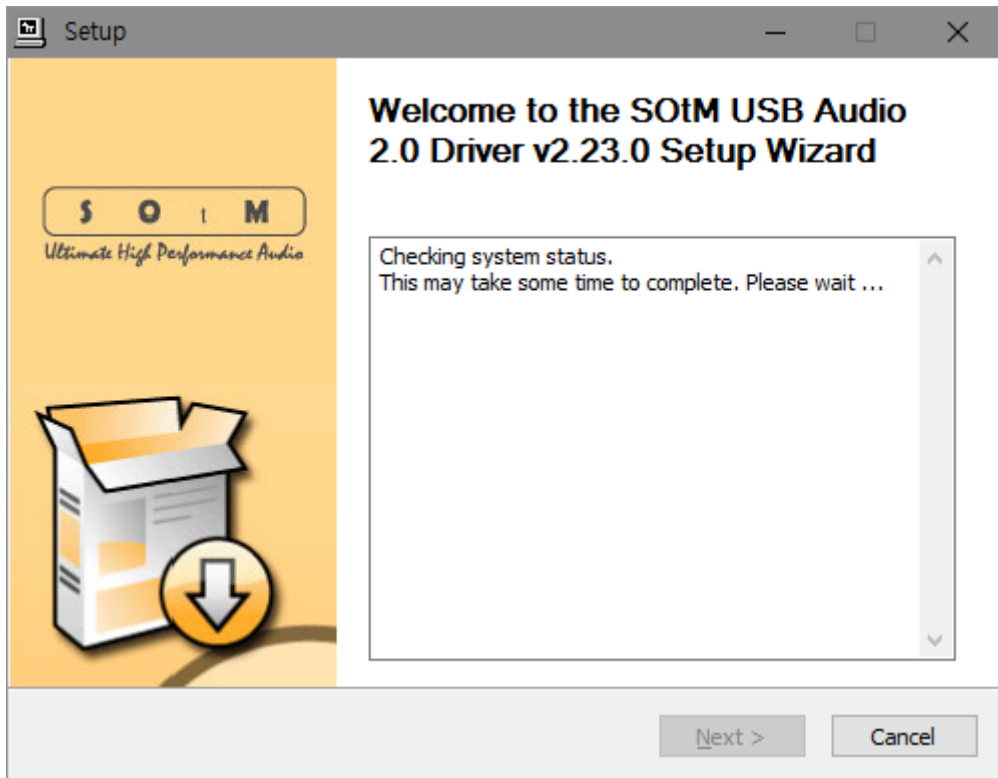 Setup
Welcome to the SOtM USB Audio
2.0 Driver v2.23.0 Setup Wizard
S O t M
Ultimate High Performance Audio
Checking system status.
This may take some time to complete. Please wait ...
Next >
Cancel